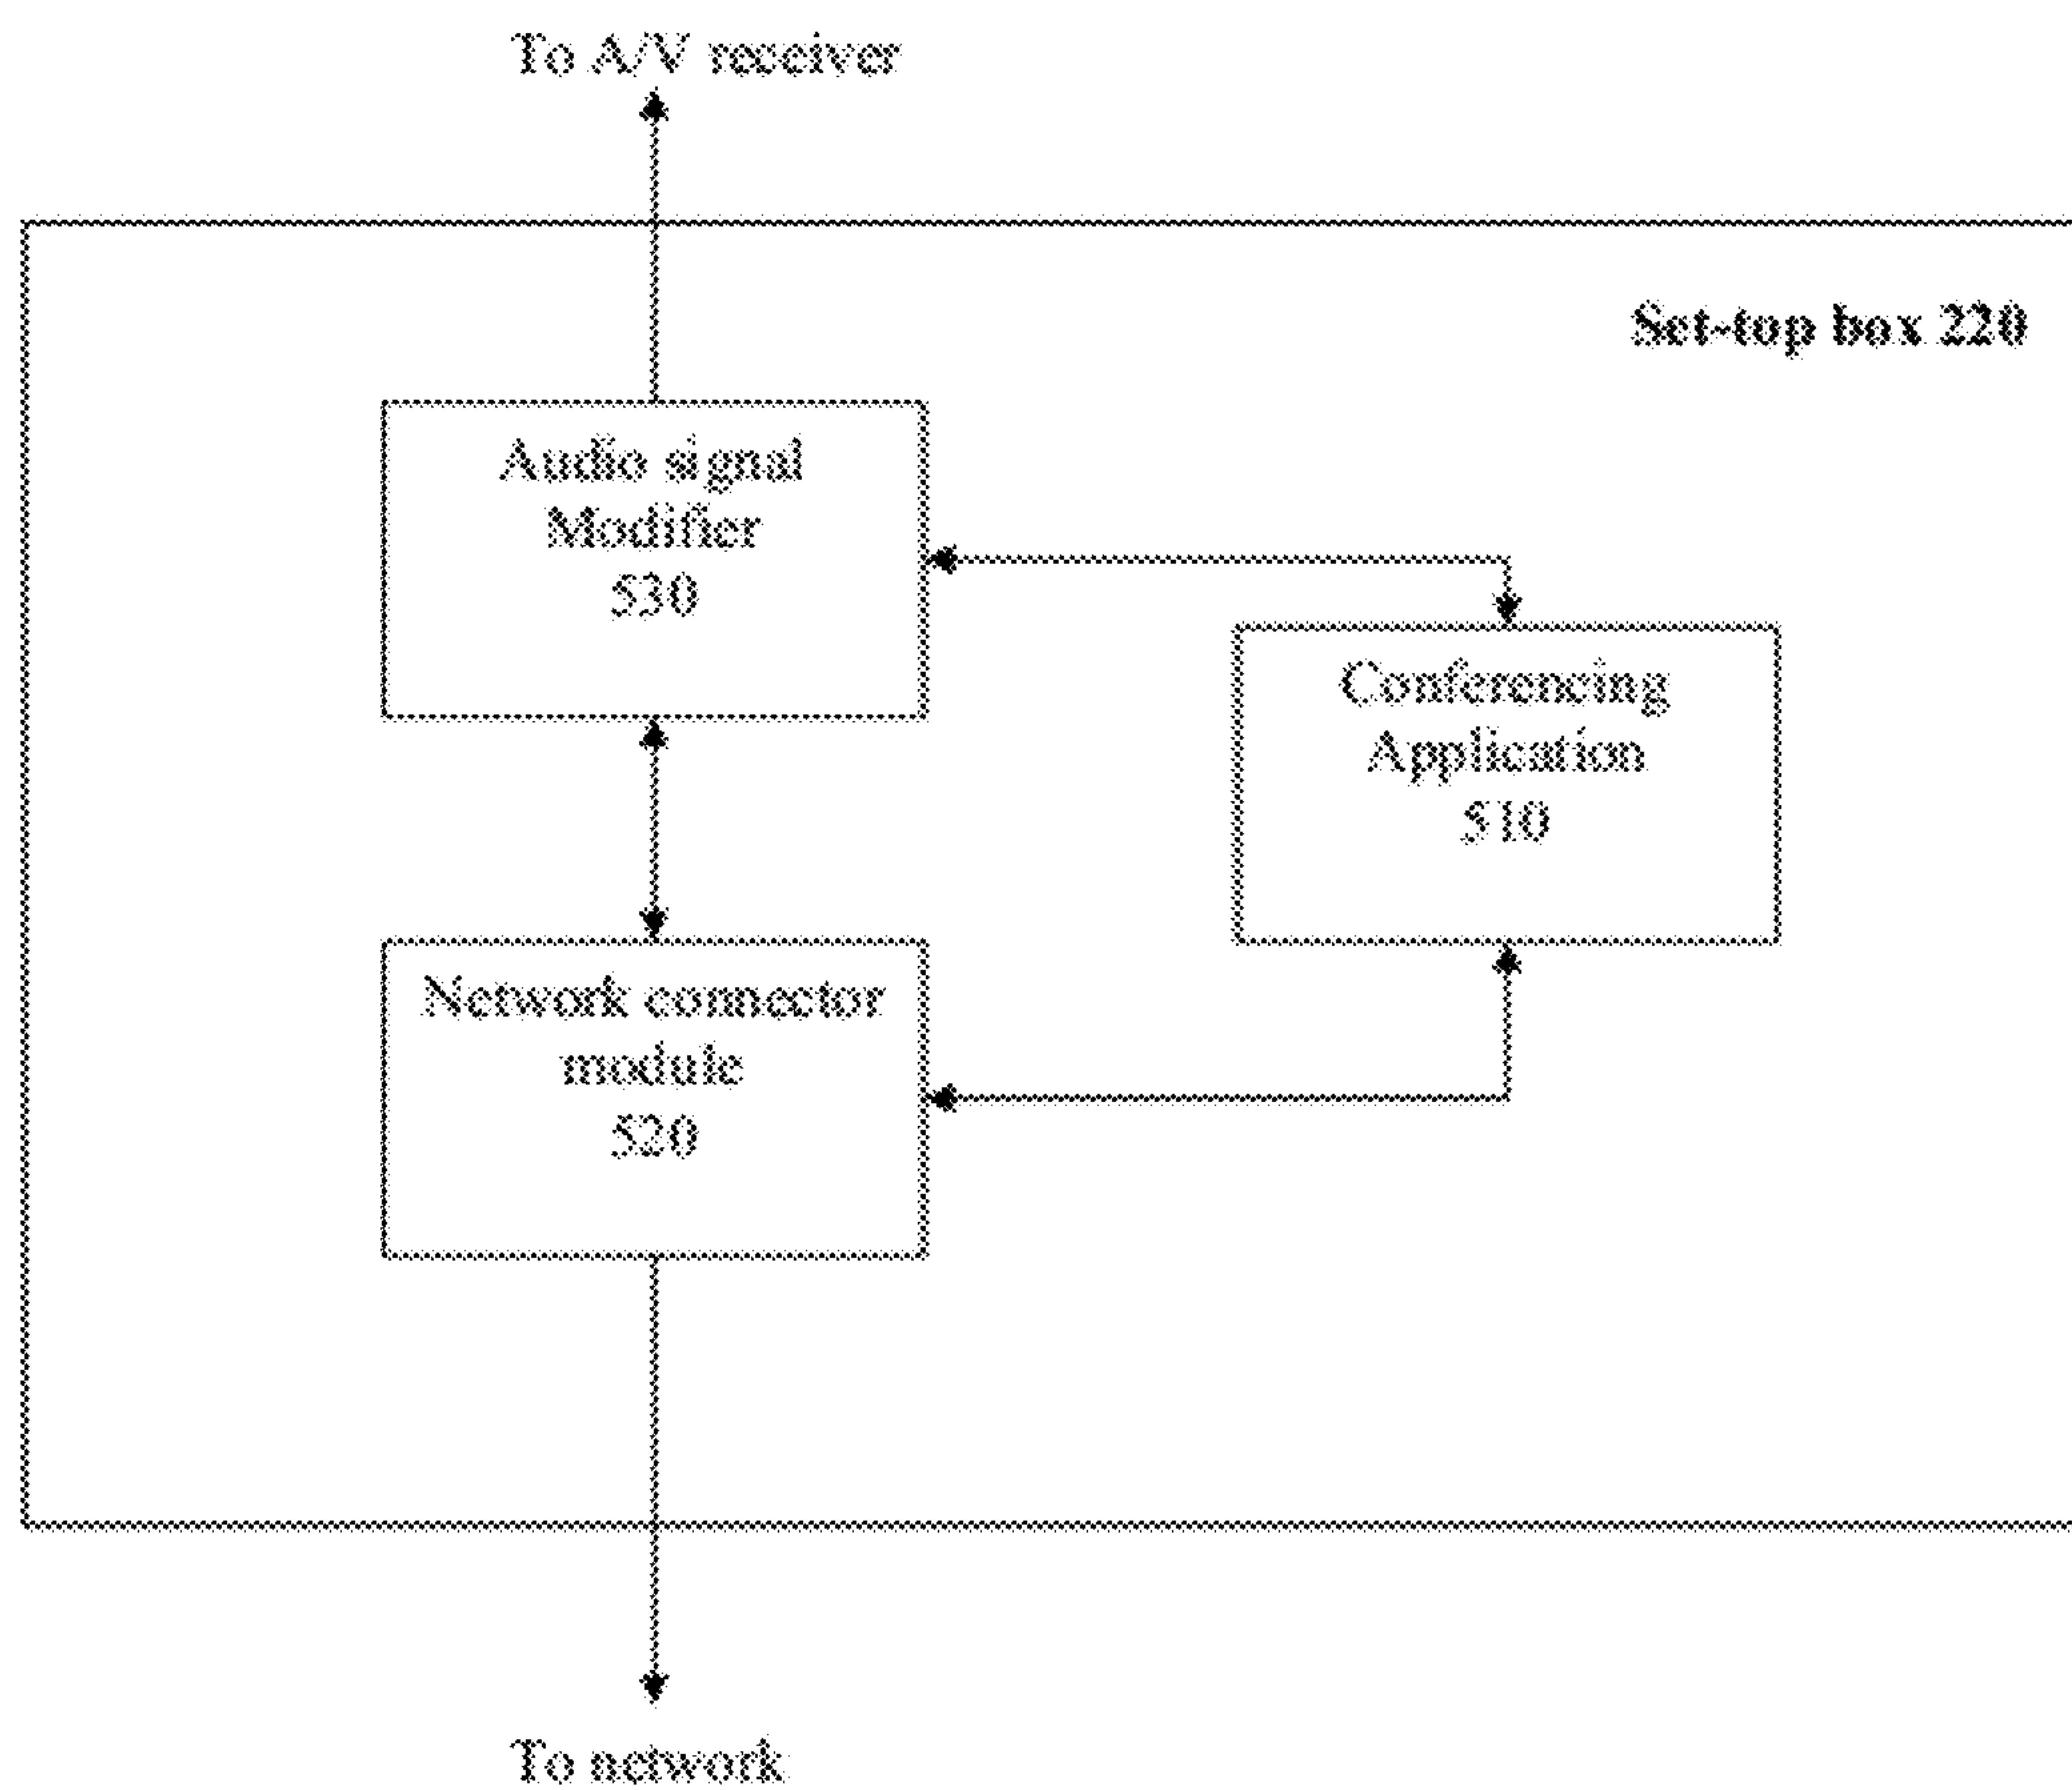 To A/V receiver
Set-top box 220
Audio signal
Modifier
530
Conferencing
Application
510
Network connector
module
520
To network